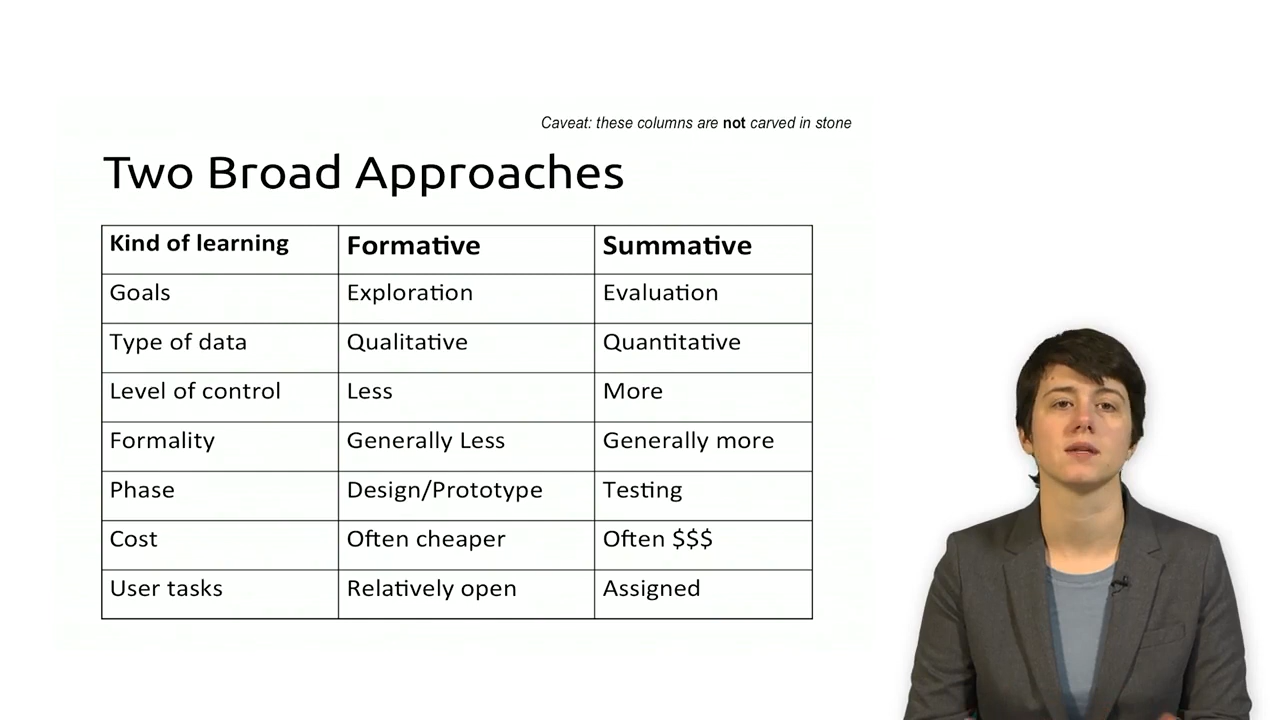 Caveat: these columns are not carved in stone
Two Broad Approaches
Kind of learning Formative Summative
Goals Exploration Evaluation
Type of data Qualitative Quantitative
Level of control Less More
Formality Generally Less Generally more
Phase Design/Prototype Testing
Cost Often cheaper Often $$$
User tasks Relatively open Assigned